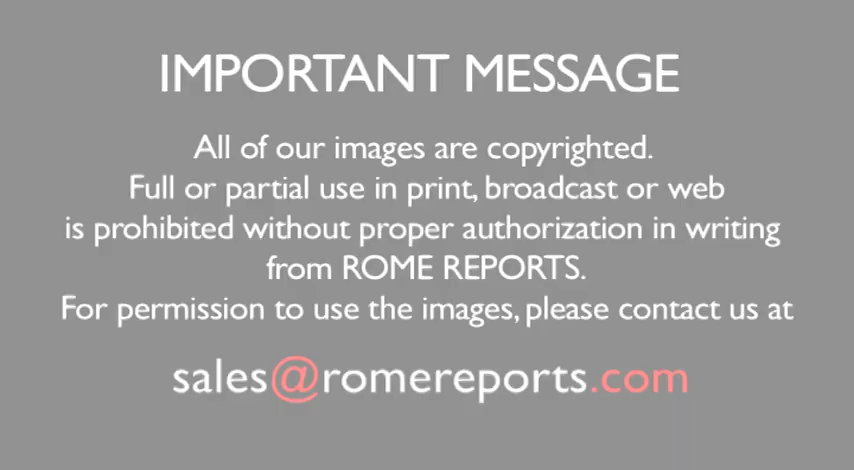 IMPORTANT MESSAGE
All of our images are copyrighted.
Full or partial use in print, broadcast or web
is prohibited without proper authorization in writing
from ROME REPORTS.
For permission to use the images, please contact us at
sales@romereports.com